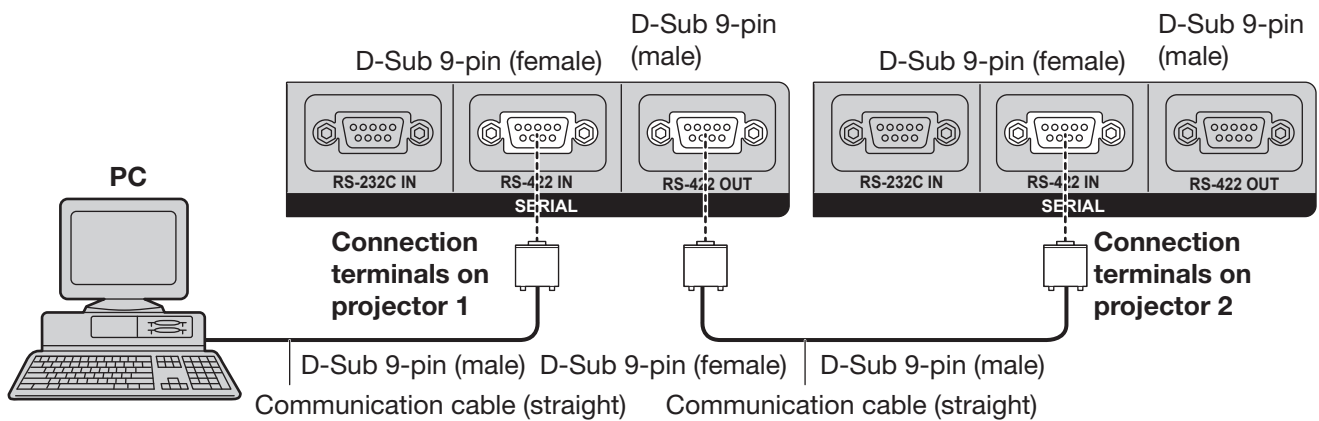 D-Sub 9-pin (female)
D-Sub 9-pin
(male)
D-Sub 9-pin (female)
D-Sub 9-pin
(male)
PC
RS-232C IN
RS-422 IN
RS-422 OUT
SERIAL
RS-232C IN
RS-422 IN
RS-422 OUT
SERIAL
Connection
terminals on
projector 1
Connection
terminals on
projector 2
D-Sub 9-pin (male)
D-Sub 9-pin (female)
D-Sub 9-pin (male)
Communication cable (straight)
Communication cable (straight)